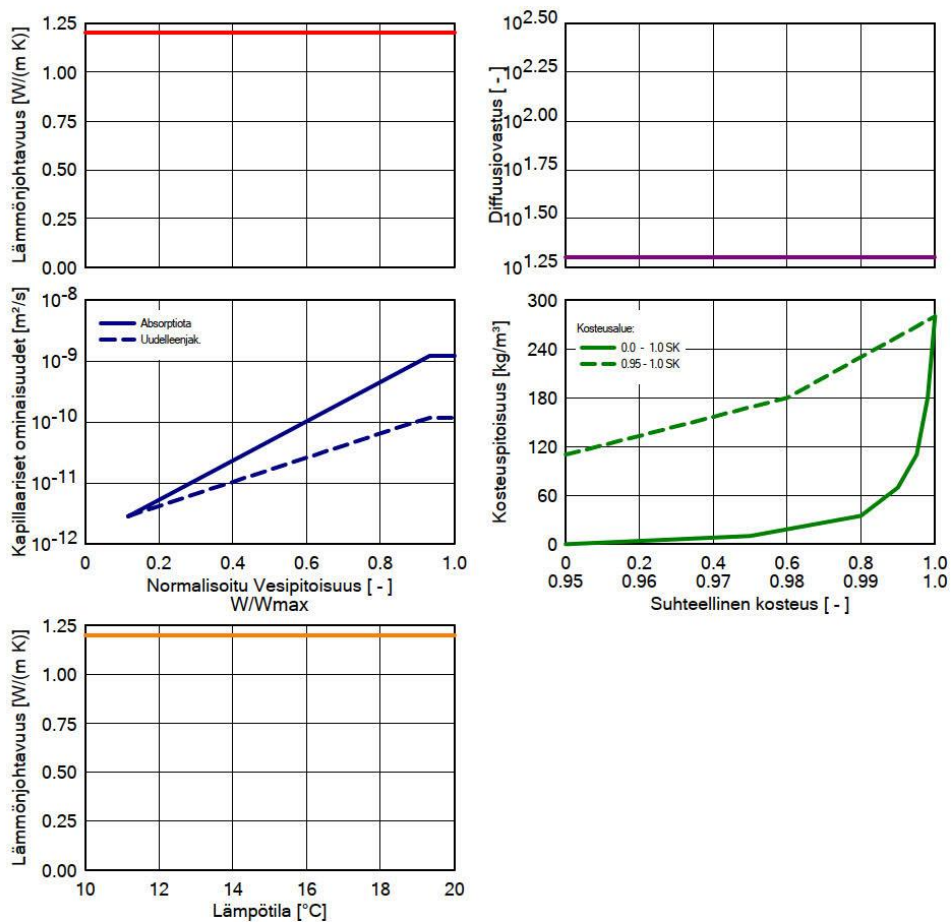 Lämmönjohtavuus [W/(m K)]
1.25
1.00
0.75
0.50
0.25
0.00
Diffuusiovastus [ - ]
10^2.50
10^2.25
10^2.00
10^1.75
10^1.50
10^1.25
Kapillaariset ominaisuudet [m²/s]
10^-8
10^-9
10^-10
10^-11
10^-12
Absorptiota
Uudelleenjak.
0 0.2 0.4 0.6 0.8 1.0
Normalisoitu Vesipitoisuus [ - ]
W/Wmax
Kosteuspitoisuus [kg/m³]
300
240
180
120
60
0
Kosteusalue:
0.0 - 1.0 SK
0.95 - 1.0 SK
0 0.2 0.4 0.6 0.8 1.0
0.95 0.96 0.97 0.98 0.99 1.0
Suhteellinen kosteus [ - ]
Lämmönjohtavuus [W/(m K)]
1.25
1.00
0.75
0.50
0.25
0.00
10 12 14 16 18 20
Lämpötila [°C]